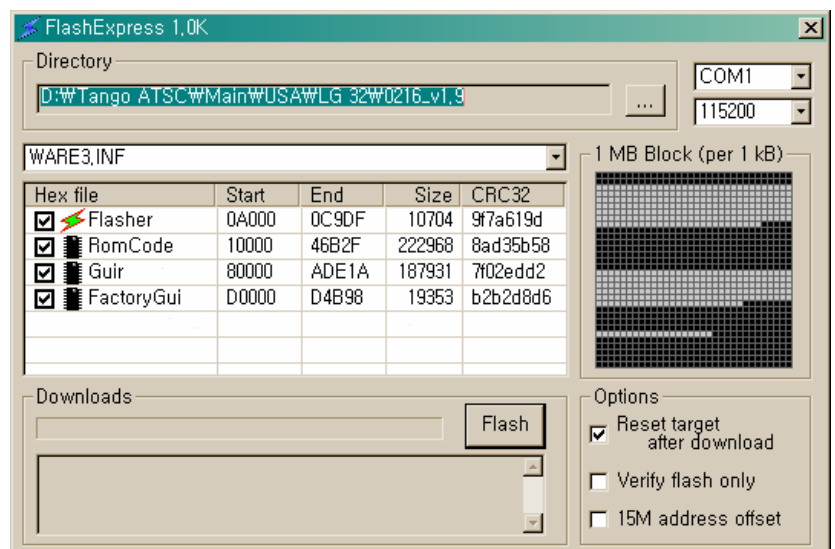 FlashExpress 1,0K
Directory
D:₩Tango ATSC₩Main₩USA₩LG 32₩0216_v1,9
...
COM1
115200
WARE3,INF
1 MB Block (per 1 kB)
Hex file Start End Size CRC32
Flasher 0A000 0C9DF 10704 9f7a619d
RomCode 10000 46B2F 222968 8ad35b58
Guir 80000 ADE1A 187931 7f02edd2
FactoryGui D0000 D4B98 19353 b2b2d8d6
Downloads
Flash
Options
Reset target
after download
Verify flash only
15M address offset